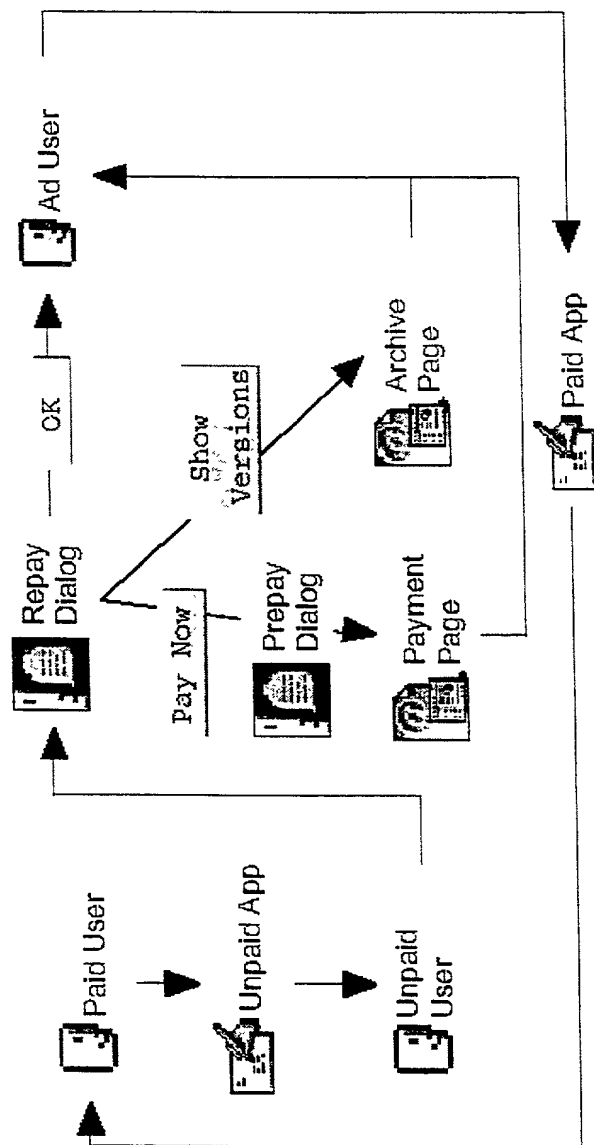 Paid User
Unpaid App
Unpaid
User
Repay
Dialog
Pay Now
Prepay
Dialog
Payment
Page
OK
Show
Versions
Archive
Page
Ad User
Paid App